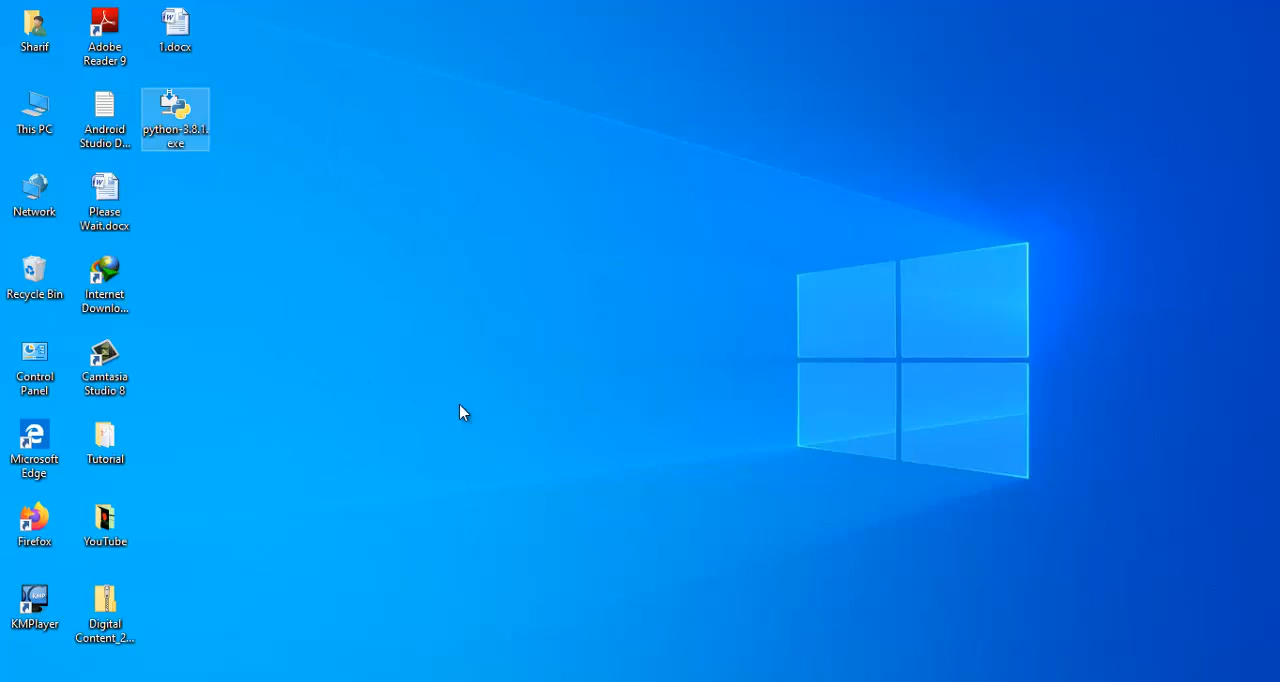 Sharif
Adobe
Reader 9
1.docx
This PC
Android
Studio D...
python-3.8.1.
exe
Network
Please
Wait.docx
Recycle Bin
Internet
Downlo...
Control
Panel
Camtasia
Studio 8
Microsoft
Edge
Tutorial
Firefox
YouTube
KMPlayer
Digital
Content_2...